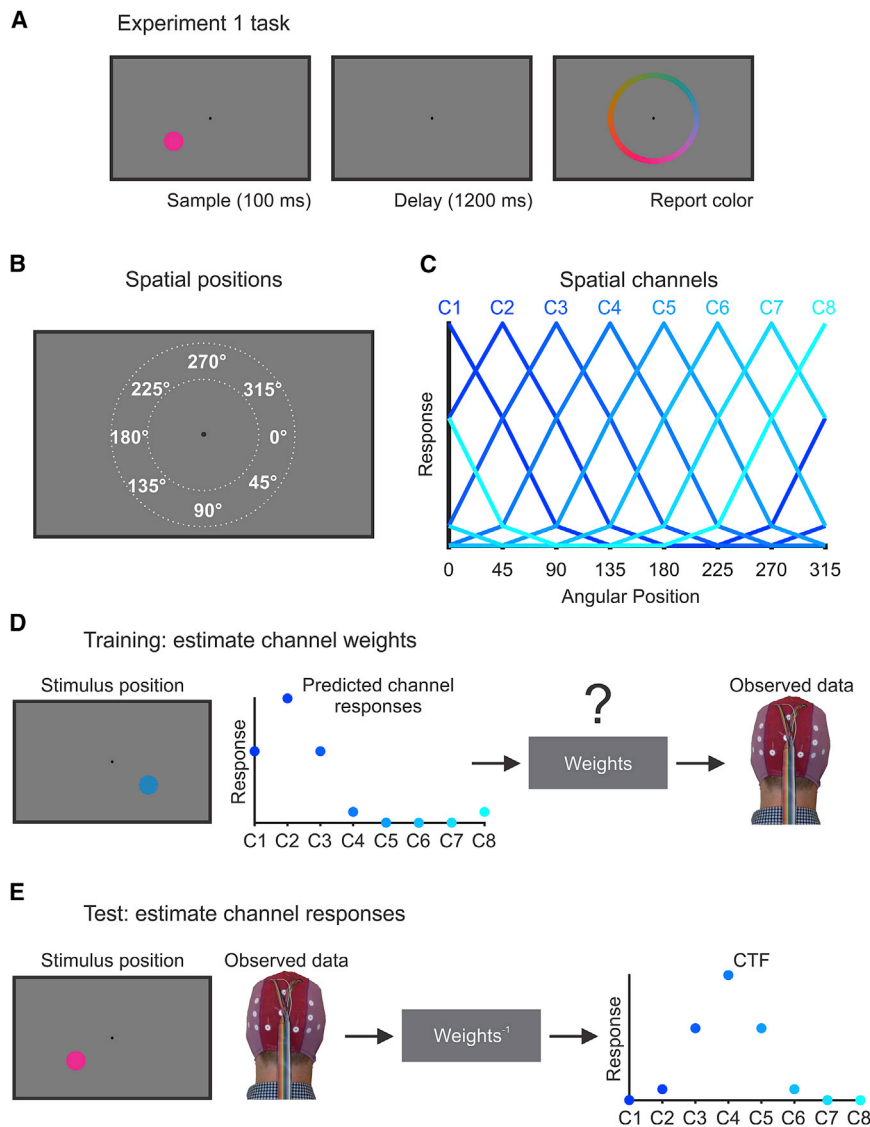 A
Experiment 1 task
Sample (100 ms)
Delay (1200 ms)
Report color
B
Spatial positions
270°
225°
315°
180°
0°
135°
45°
90°
C
Spatial channels
C1 C2 C3 C4 C5 C6 C7 C8
Response
0 45 90 135 180 225 270 315
Angular Position
D
Training: estimate channel weights
Stimulus position
Predicted channel
responses
Response
C1 C2 C3 C4 C5 C6 C7 C8
?
Weights
Observed data
E
Test: estimate channel responses
Stimulus position
Observed data
Weights⁻¹
CTF
Response
C1 C2 C3 C4 C5 C6 C7 C8